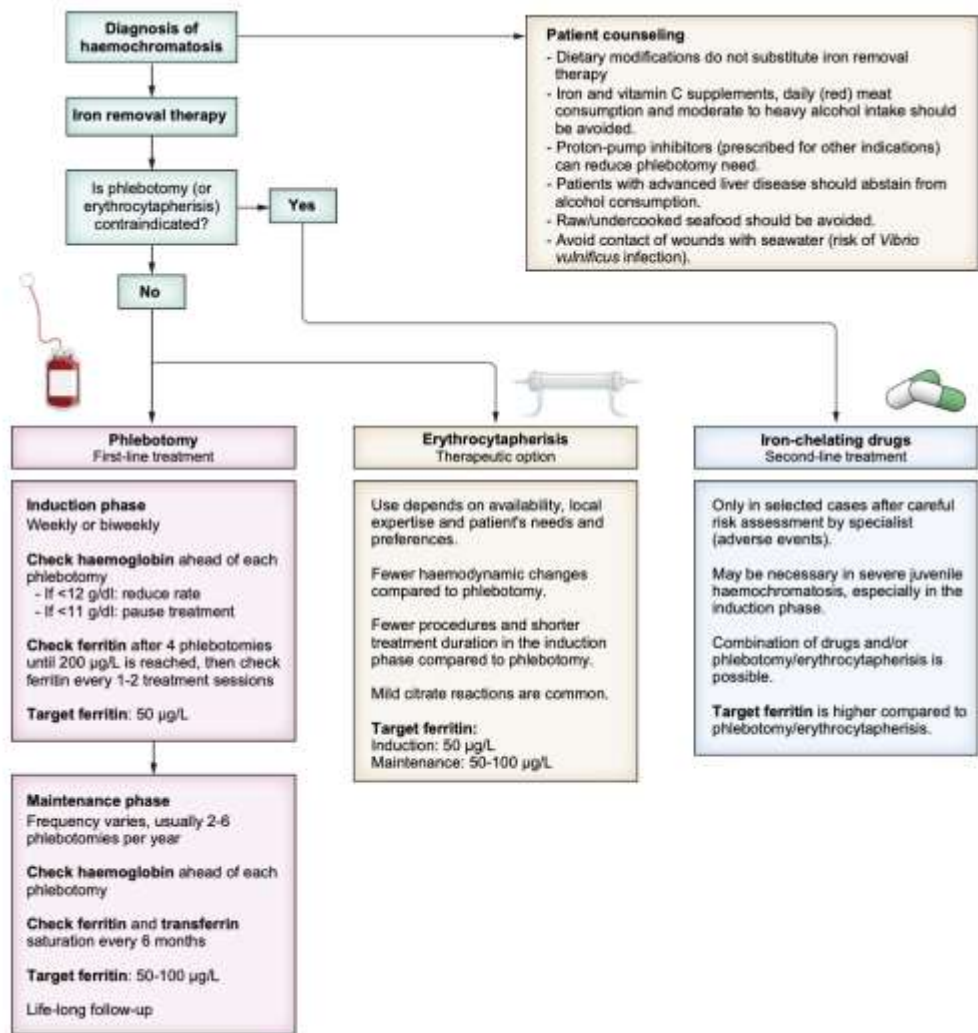 Diagnosis of
haemochromatosis
Iron removal therapy
Is phlebotomy (or
erythrocytapherisis)
contraindicated?
Yes
No
Patient counseling
- Dietary modifications do not substitute iron removal
therapy
- Iron and vitamin C supplements, daily (red) meat
consumption and moderate to heavy alcohol intake should
be avoided.
- Proton-pump inhibitors (prescribed for other indications)
can reduce phlebotomy need.
- Patients with advanced liver disease should abstain from
alcohol consumption.
- Raw/undercooked seafood should be avoided.
- Avoid contact of wounds with seawater (risk of Vibrio
vulnificus infection).
Phlebotomy
First-line treatment
Induction phase
Weekly or biweekly
Check haemoglobin ahead of each
phlebotomy
- If <12 g/dl: reduce rate
- If <11 g/dl: pause treatment
Check ferritin after 4 phlebotomies
until 200 µg/L is reached, then check
ferritin every 1-2 treatment sessions
Target ferritin: 50 µg/L
Maintenance phase
Frequency varies, usually 2-6
phlebotomies per year
Check haemoglobin ahead of each
phlebotomy
Check ferritin and transferrin
saturation every 6 months
Target ferritin: 50-100 µg/L
Life-long follow-up
Erythrocytapherisis
Therapeutic option
Use depends on availability, local
expertise and patient's needs and
preferences.
Fewer haemodynamic changes
compared to phlebotomy.
Fewer procedures and shorter
treatment duration in the induction
phase compared to phlebotomy.
Mild citrate reactions are common.
Target ferritin:
Induction: 50 µg/L
Maintenance: 50-100 µg/L
Iron-chelating drugs
Second-line treatment
Only in selected cases after careful
risk assessment by specialist
(adverse events).
May be necessary in severe juvenile
haemochromatosis, especially in the
induction phase.
Combination of drugs and/or
phlebotomy/erythrocytapherisis is
possible.
Target ferritin is higher compared to
phlebotomy/erythrocytapherisis.